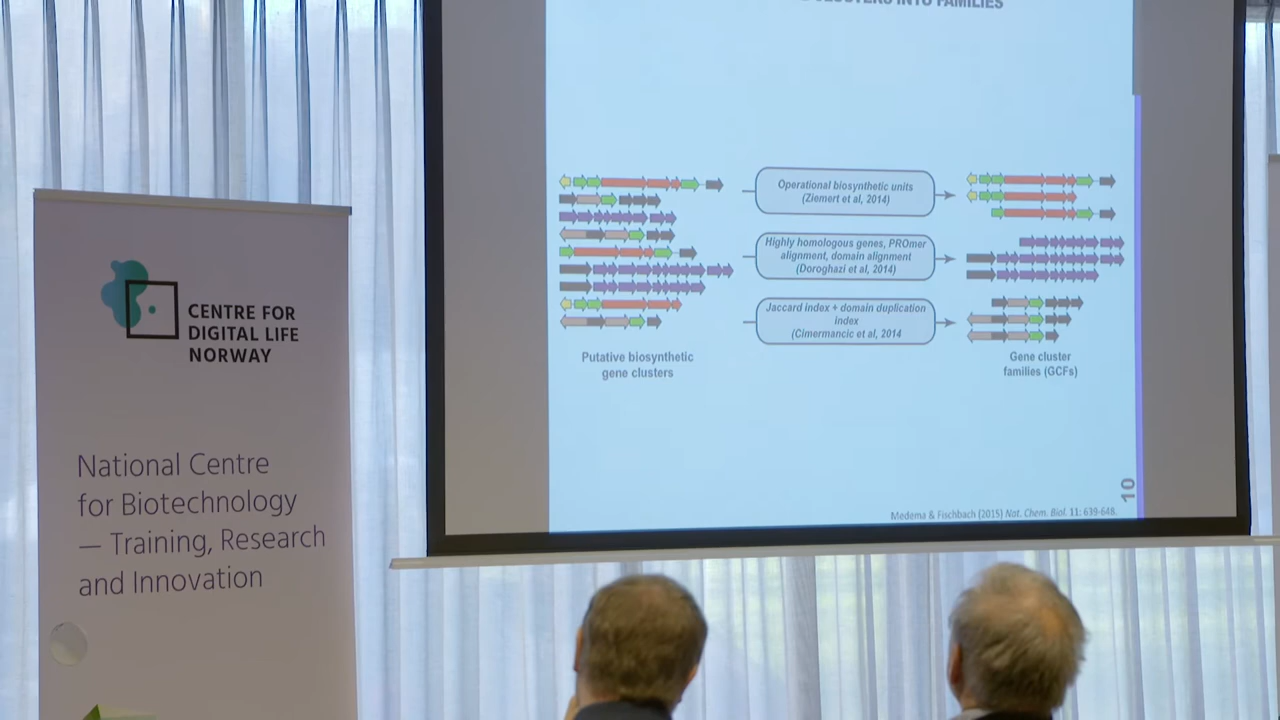 CLUSTERS INTO FAMILIES
Operational biosynthetic units
(Ziemert et al, 2014)
Highly homologous genes, PROmer
alignment, domain alignment
(Doroghazi et al, 2014)
Jaccard index + domain duplication
index
(Cimermancic et al, 2014
Putative biosynthetic
gene clusters
Gene cluster
families (GCFs)
10
Medema & Fischbach (2015) Nat. Chem. Biol. 11: 639-648.
CENTRE FOR
DIGITAL LIFE
NORWAY
National Centre
for Biotechnology
— Training, Research
and Innovation